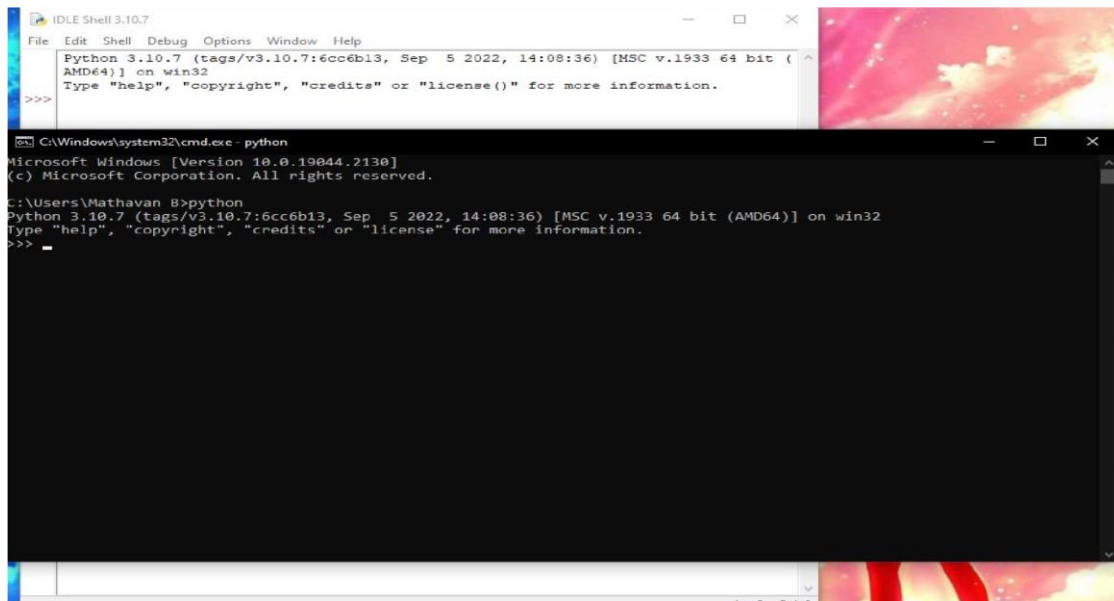 IDLE Shell 3.10.7
File Edit Shell Debug Options Window Help
Python 3.10.7 (tags/v3.10.7:6cc6b13, Sep  5 2022, 14:08:36) [MSC v.1933 64 bit (
AMD64)] on win32
Type "help", "copyright", "credits" or "license()" for more information.
>>>
C:\Windows\system32\cmd.exe - python
Microsoft Windows [Version 10.0.19044.2130]
(c) Microsoft Corporation. All rights reserved.
C:\Users\Mathavan B>python
Python 3.10.7 (tags/v3.10.7:6cc6b13, Sep  5 2022, 14:08:36) [MSC v.1933 64 bit (AMD64)] on win32
Type "help", "copyright", "credits" or "license" for more information.
>>>